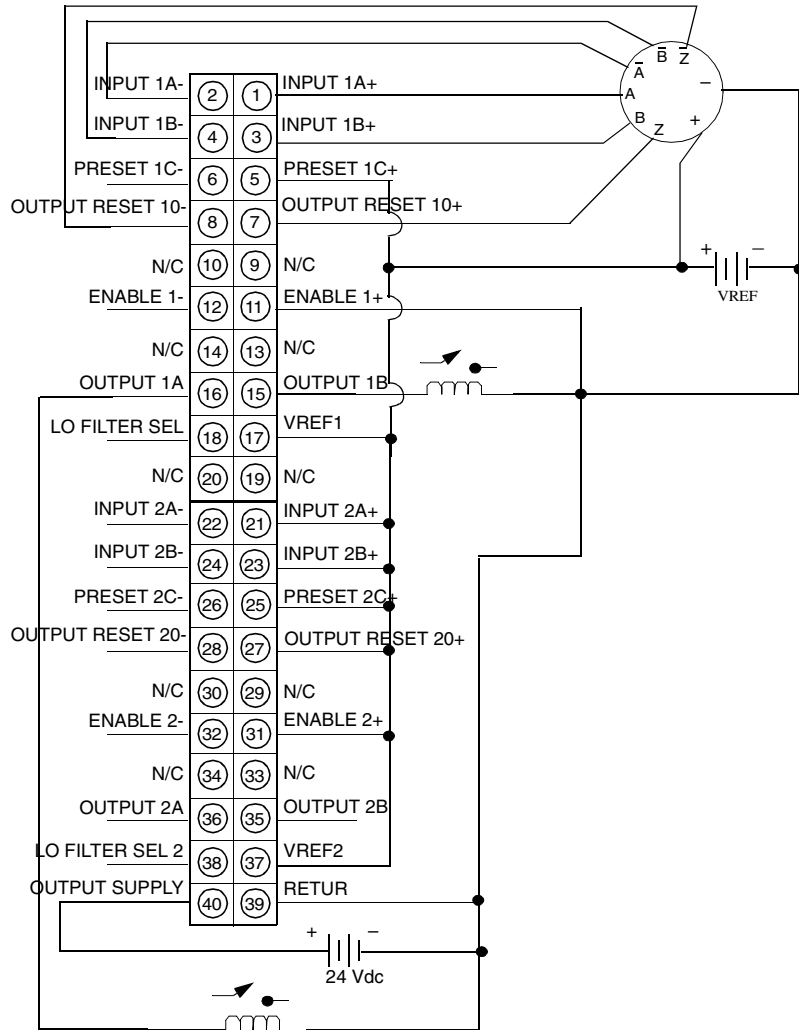 B̅ Z̅
A̅
A −
B
Z +
INPUT 1A- 2 1 INPUT 1A+
INPUT 1B- 4 3 INPUT 1B+
PRESET 1C- 6 5 PRESET 1C+
OUTPUT RESET 10- 8 7 OUTPUT RESET 10+
N/C 10 9 N/C
+ −
VREF
ENABLE 1- 12 11 ENABLE 1+
N/C 14 13 N/C
OUTPUT 1A 16 15 OUTPUT 1B
LO FILTER SEL 18 17 VREF1
N/C 20 19 N/C
INPUT 2A- 22 21 INPUT 2A+
INPUT 2B- 24 23 INPUT 2B+
PRESET 2C- 26 25 PRESET 2C+
OUTPUT RESET 20- 28 27 OUTPUT RESET 20+
N/C 30 29 N/C
ENABLE 2- 32 31 ENABLE 2+
N/C 34 33 N/C
OUTPUT 2A 36 35 OUTPUT 2B
LO FILTER SEL 2 38 37 VREF2
OUTPUT SUPPLY 40 39 RETUR
+ −
24 Vdc